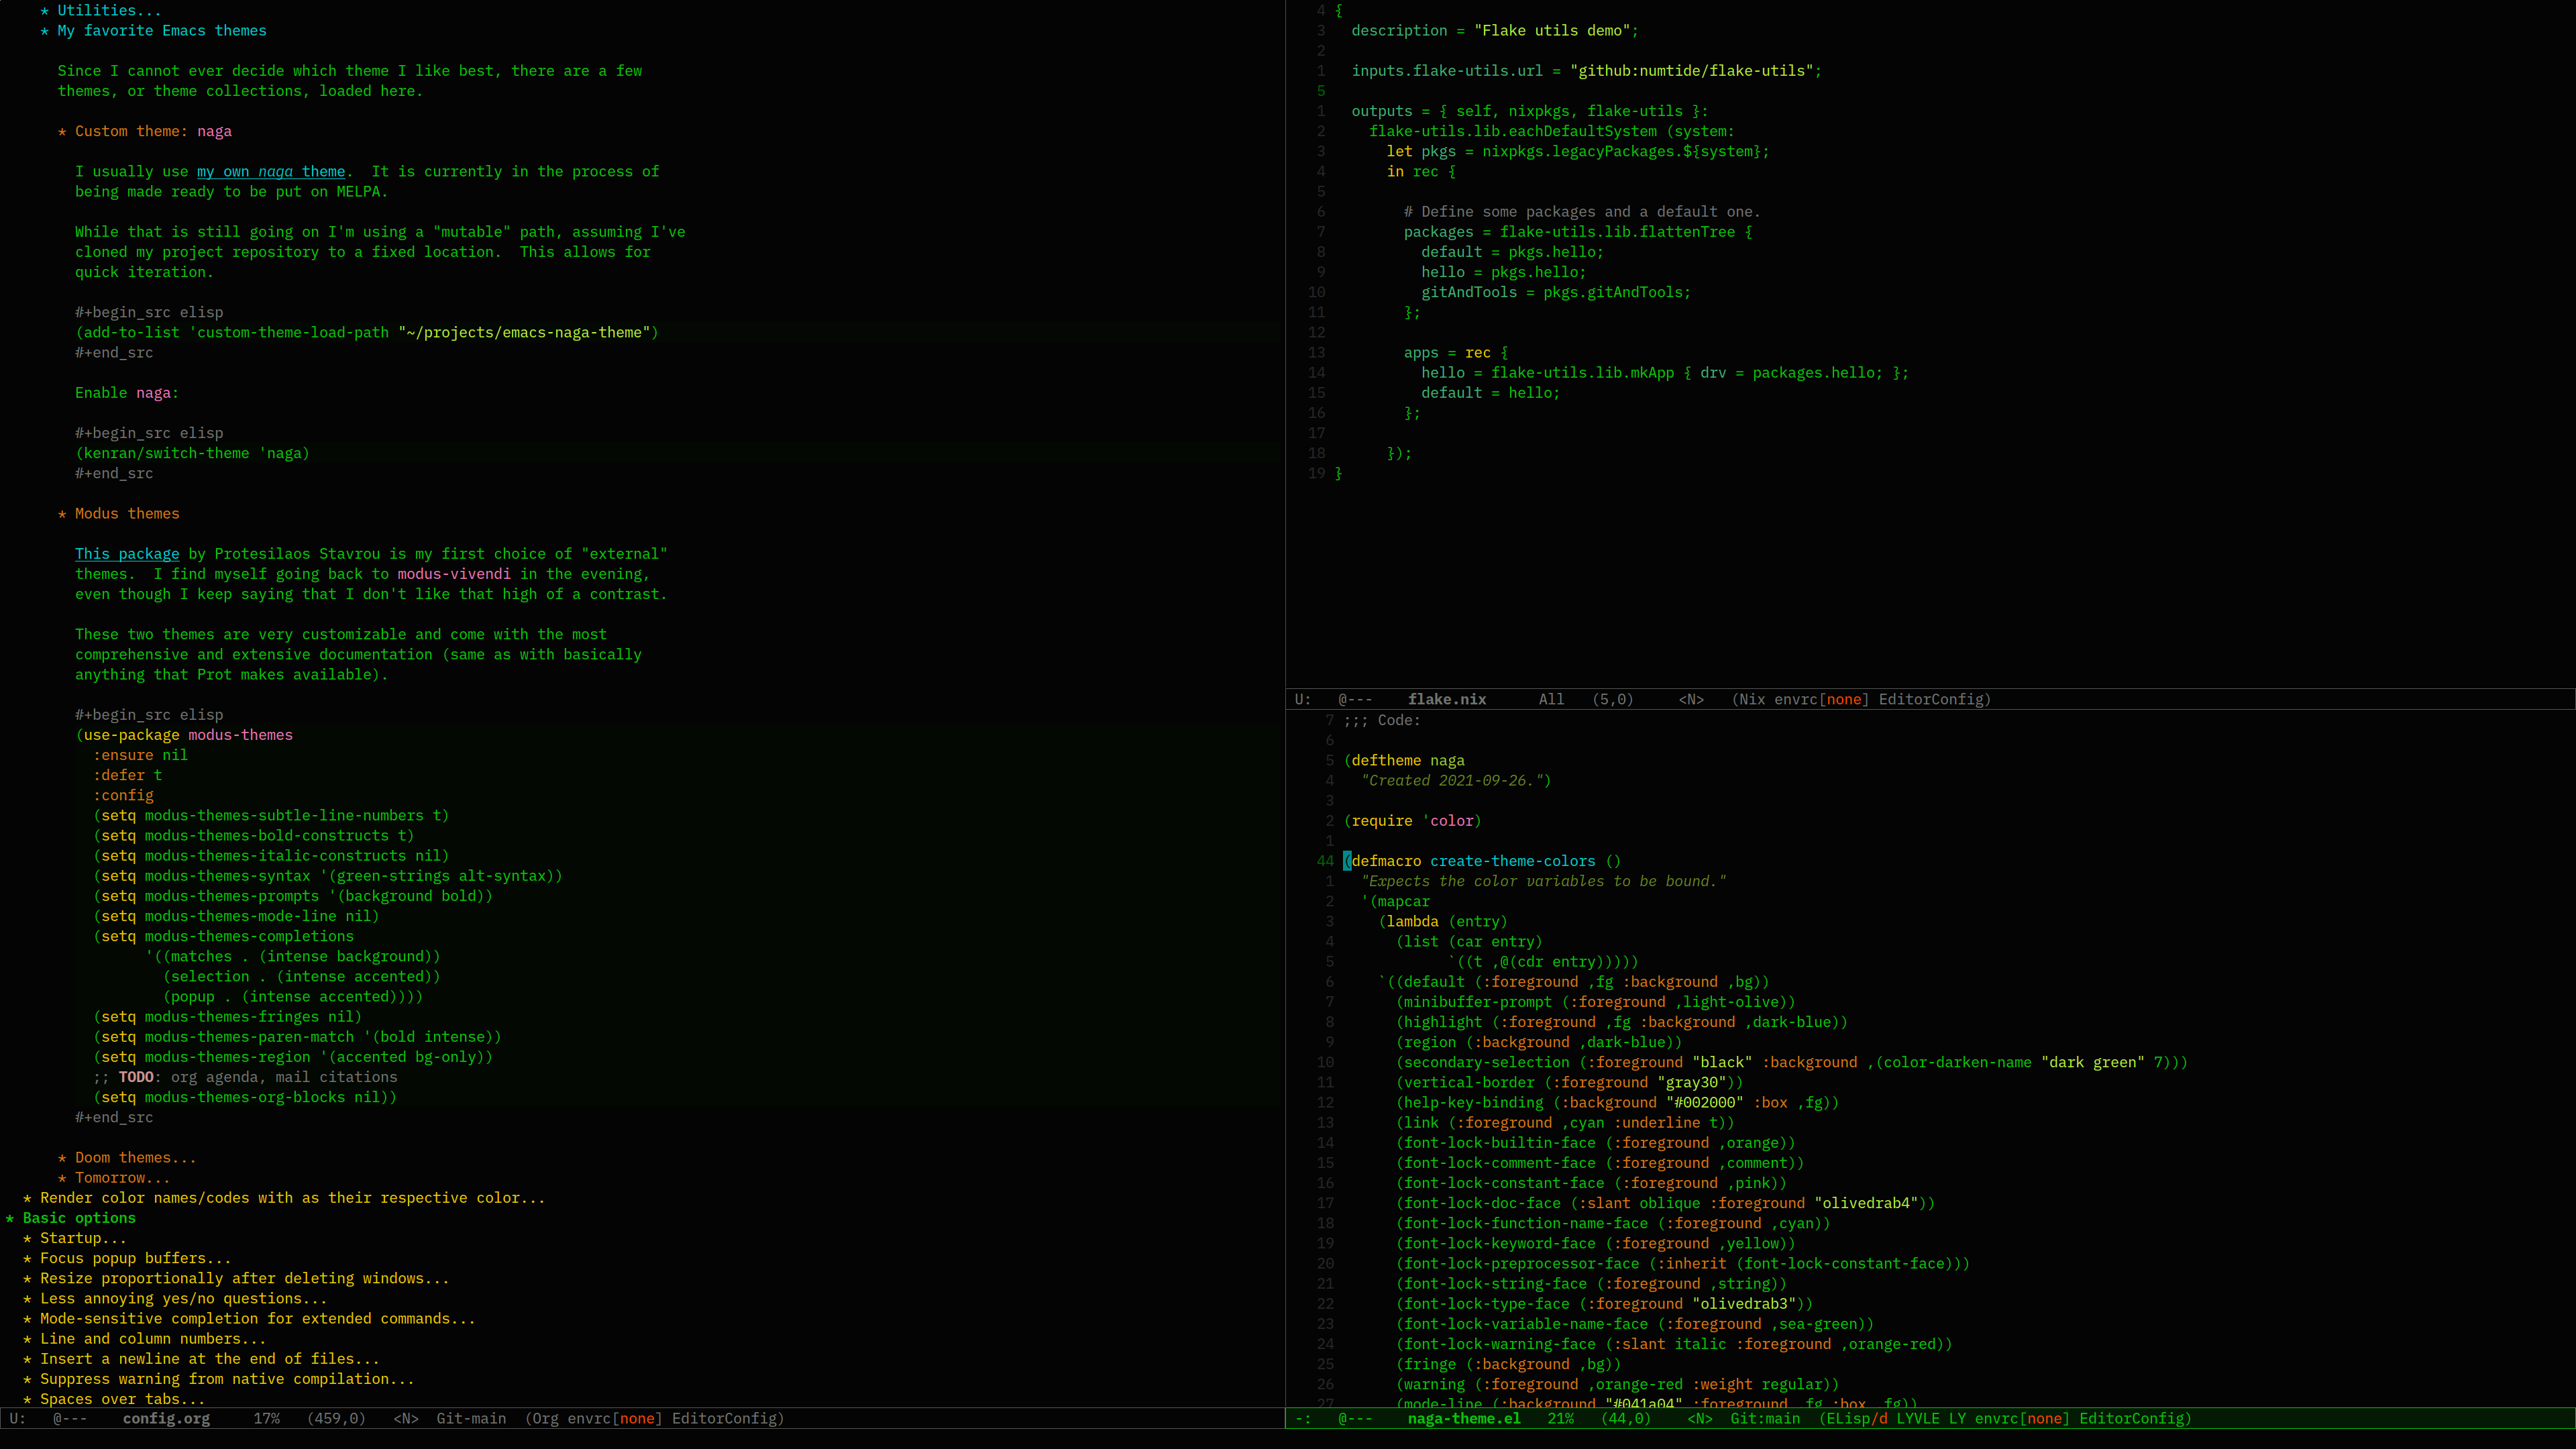 * Utilities...
* My favorite Emacs themes
Since I cannot ever decide which theme I like best, there are a few
themes, or theme collections, loaded here.
* Custom theme: naga
I usually use my own naga theme.  It is currently in the process of
being made ready to be put on MELPA.
While that is still going on I'm using a "mutable" path, assuming I've
cloned my project repository to a fixed location.  This allows for
quick iteration.
#+begin_src elisp
(add-to-list 'custom-theme-load-path "~/projects/emacs-naga-theme")
#+end_src
Enable naga:
#+begin_src elisp
(kenran/switch-theme 'naga)
#+end_src
* Modus themes
This package by Protesilaos Stavrou is my first choice of "external"
themes.  I find myself going back to modus-vivendi in the evening,
even though I keep saying that I don't like that high of a contrast.
These two themes are very customizable and come with the most
comprehensive and extensive documentation (same as with basically
anything that Prot makes available).
#+begin_src elisp
(use-package modus-themes
:ensure nil
:defer t
:config
(setq modus-themes-subtle-line-numbers t)
(setq modus-themes-bold-constructs t)
(setq modus-themes-italic-constructs nil)
(setq modus-themes-syntax '(green-strings alt-syntax))
(setq modus-themes-prompts '(background bold))
(setq modus-themes-mode-line nil)
(setq modus-themes-completions
'((matches . (intense background))
(selection . (intense accented))
(popup . (intense accented))))
(setq modus-themes-fringes nil)
(setq modus-themes-paren-match '(bold intense))
(setq modus-themes-region '(accented bg-only))
;; TODO: org agenda, mail citations
(setq modus-themes-org-blocks nil))
#+end_src
* Doom themes...
* Tomorrow...
* Render color names/codes with as their respective color...
* Basic options
* Startup...
* Focus popup buffers...
* Resize proportionally after deleting windows...
* Less annoying yes/no questions...
* Mode-sensitive completion for extended commands...
* Line and column numbers...
* Insert a newline at the end of files...
* Suppress warning from native compilation...
* Spaces over tabs...
U:   @---    config.org     17%   (459,0)   <N>  Git-main  (Org envrc[none] EditorConfig)
4 {
3   description = "Flake utils demo";
2
1   inputs.flake-utils.url = "github:numtide/flake-utils";
5
1   outputs = { self, nixpkgs, flake-utils }:
2     flake-utils.lib.eachDefaultSystem (system:
3       let pkgs = nixpkgs.legacyPackages.${system};
4       in rec {
5
6         # Define some packages and a default one.
7         packages = flake-utils.lib.flattenTree {
8           default = pkgs.hello;
9           hello = pkgs.hello;
10           gitAndTools = pkgs.gitAndTools;
11         };
12
13         apps = rec {
14           hello = flake-utils.lib.mkApp { drv = packages.hello; };
15           default = hello;
16         };
17
18       });
19 }
U:   @---    flake.nix      All   (5,0)     <N>   (Nix envrc[none] EditorConfig)
7 ;;; Code:
6
5 (deftheme naga
4   "Created 2021-09-26.")
3
2 (require 'color)
1
44 (defmacro create-theme-colors ()
1   "Expects the color variables to be bound."
2   '(mapcar
3     (lambda (entry)
4       (list (car entry)
5             `((t ,@(cdr entry)))))
6     `((default (:foreground ,fg :background ,bg))
7       (minibuffer-prompt (:foreground ,light-olive))
8       (highlight (:foreground ,fg :background ,dark-blue))
9       (region (:background ,dark-blue))
10       (secondary-selection (:foreground "black" :background ,(color-darken-name "dark green" 7)))
11       (vertical-border (:foreground "gray30"))
12       (help-key-binding (:background "#002000" :box ,fg))
13       (link (:foreground ,cyan :underline t))
14       (font-lock-builtin-face (:foreground ,orange))
15       (font-lock-comment-face (:foreground ,comment))
16       (font-lock-constant-face (:foreground ,pink))
17       (font-lock-doc-face (:slant oblique :foreground "olivedrab4"))
18       (font-lock-function-name-face (:foreground ,cyan))
19       (font-lock-keyword-face (:foreground ,yellow))
20       (font-lock-preprocessor-face (:inherit (font-lock-constant-face)))
21       (font-lock-string-face (:foreground ,string))
22       (font-lock-type-face (:foreground "olivedrab3"))
23       (font-lock-variable-name-face (:foreground ,sea-green))
24       (font-lock-warning-face (:slant italic :foreground ,orange-red))
25       (fringe (:background ,bg))
26       (warning (:foreground ,orange-red :weight regular))
27       (mode-line (:background "#041a04" :foreground ,fg :box ,fg))
-:   @---    naga-theme.el   21%   (44,0)    <N>  Git:main  (ELisp/d LYVLE LY envrc[none] EditorConfig)